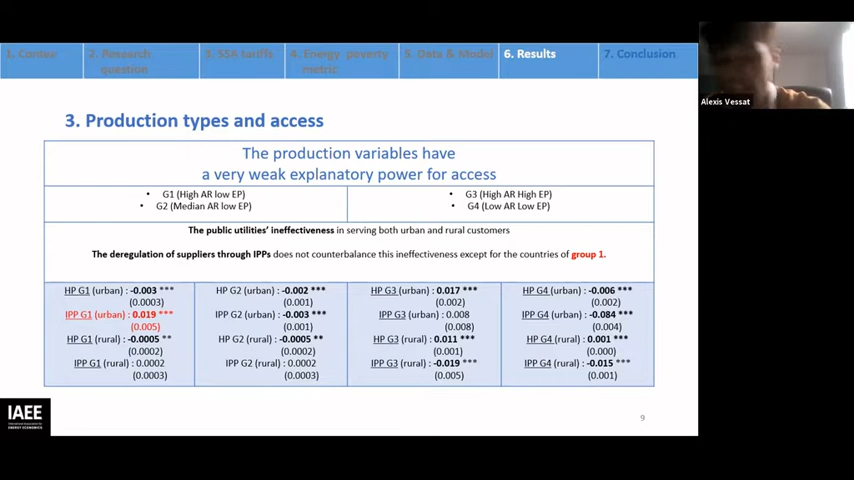 1. Contex
2. Research question
3. SSA tariffs
4. Energy poverty metric
5. Data & Model
6. Results
7. Conclusion
Alexis Vessat
3. Production types and access
The production variables have
a very weak explanatory power for access
• G1 (High AR low EP)
• G2 (Median AR low EP)
• G3 (High AR High EP)
• G4 (Low AR Low EP)
The public utilities' ineffectiveness in serving both urban and rural customers
The deregulation of suppliers through IPPs does not counterbalance this ineffectiveness except for the countries of group 1.
HP G1 (urban) : -0.003 ***
(0.0003)
IPP G1 (urban) : 0.019 ***
(0.005)
HP G1 (rural) : -0.0005 **
(0.0002)
IPP G1 (rural) : 0.0002
(0.0003)
HP G2 (urban) : -0.002 ***
(0.001)
IPP G2 (urban) : -0.003 ***
(0.001)
HP G2 (rural) : -0.0005 **
(0.0002)
IPP G2 (rural) : 0.0002
(0.0003)
HP G3 (urban) : 0.017 ***
(0.002)
IPP G3 (urban) : 0.008
(0.008)
HP G3 (rural) : 0.011 ***
(0.001)
IPP G3 (rural) : -0.019 ***
(0.005)
HP G4 (urban) : -0.006 ***
(0.002)
IPP G4 (urban) : -0.084 ***
(0.004)
HP G4 (rural) : 0.001 ***
(0.000)
IPP G4 (rural) : -0.015 ***
(0.001)
IAEE
International Association for
ENERGY ECONOMICS
9